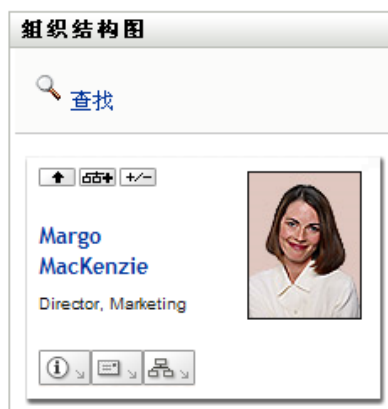 组织结构图
查找
+/-
Margo
MacKenzie
Director, Marketing